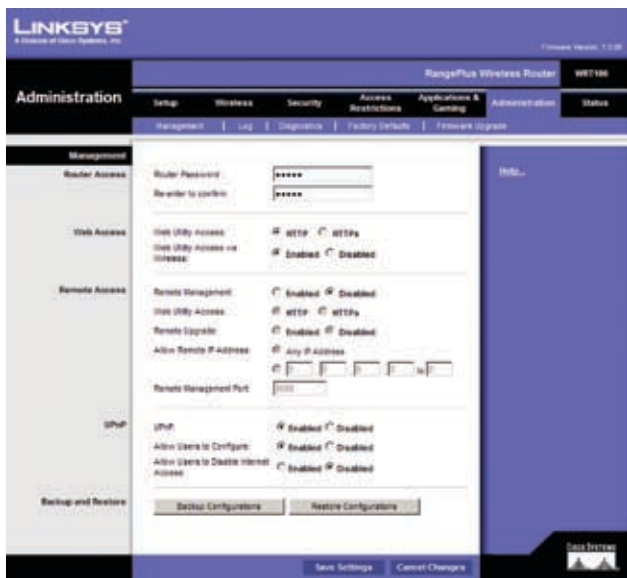 LINKSYS®
A Division of Cisco Systems, Inc.
RangePlus Wireless Router WRT100
Administration
Setup Wireless Security Access Restrictions Applications & Gaming Administration Status
Management | Log | Diagnostics | Factory Defaults | Firmware Upgrade
Management
Router Access
Router Password:
•••••
Re-enter to confirm:
•••••
Help...
Web Access
Web Utility Access: HTTP HTTPs
Web Utility Access via Wireless: Enabled Disabled
Remote Access
Remote Management: Enabled Disabled
Web Utility Access: HTTP HTTPs
Remote Upgrade: Enabled Disabled
Allow Remote IP Address: Any IP Address
to
Remote Management Port:
UPnP
UPnP: Enabled Disabled
Allow Users to Configure: Enabled Disabled
Allow Users to Disable Internet Access: Enabled Disabled
Backup and Restore
Backup Configurations Restore Configurations
Save Settings Cancel Changes
CISCO SYSTEMS